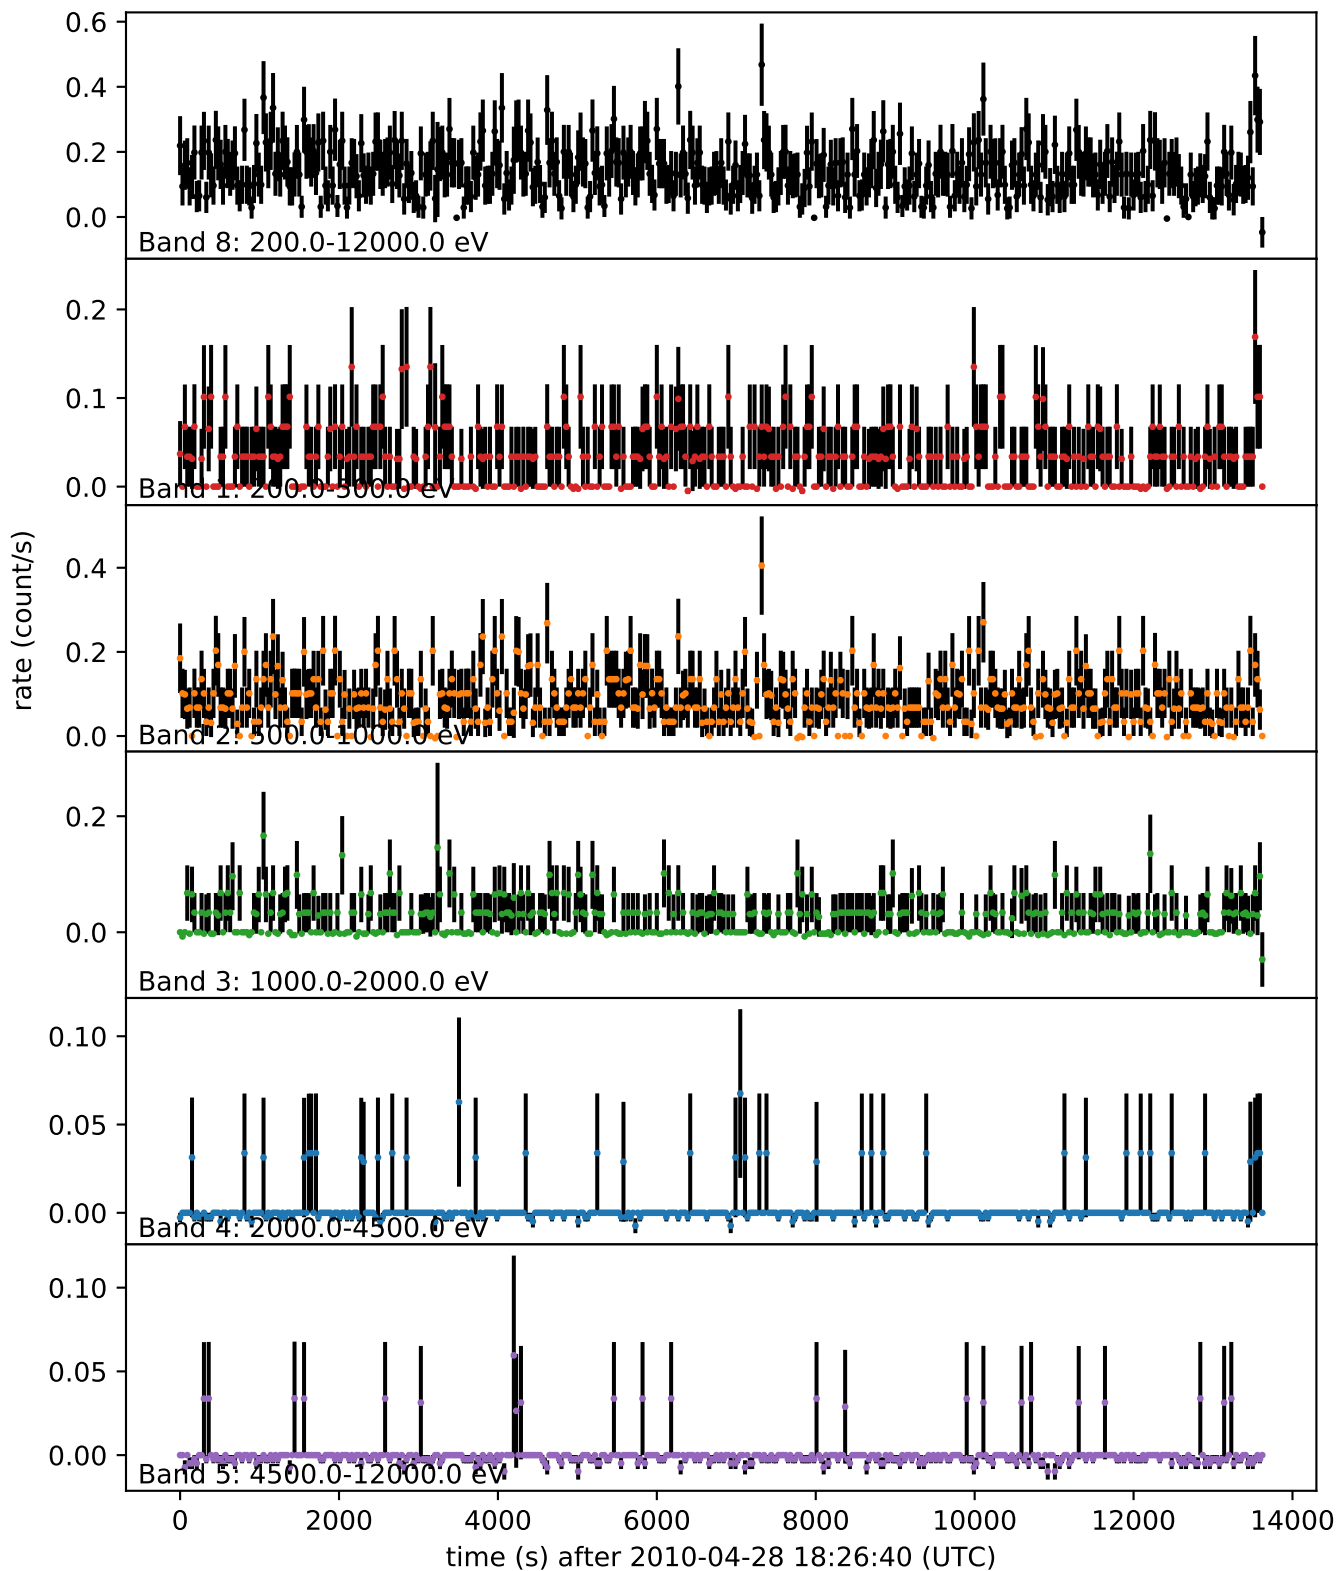 0.6
0.4
0.2
0.0
Band 8: 200.0-12000.0 eV
0.2
0.1
0.0
Band 1: 200.0-500.0 eV
rate (count/s)
0.4
0.2
0.0
Band 2: 500.0-1000.0 eV
0.2
0.0
Band 3: 1000.0-2000.0 eV
0.10
0.05
0.00
Band 4: 2000.0-4500.0 eV
0.10
0.05
0.00
Band 5: 4500.0-12000.0 eV
0 2000 4000 6000 8000 10000 12000 14000
time (s) after 2010-04-28 18:26:40 (UTC)